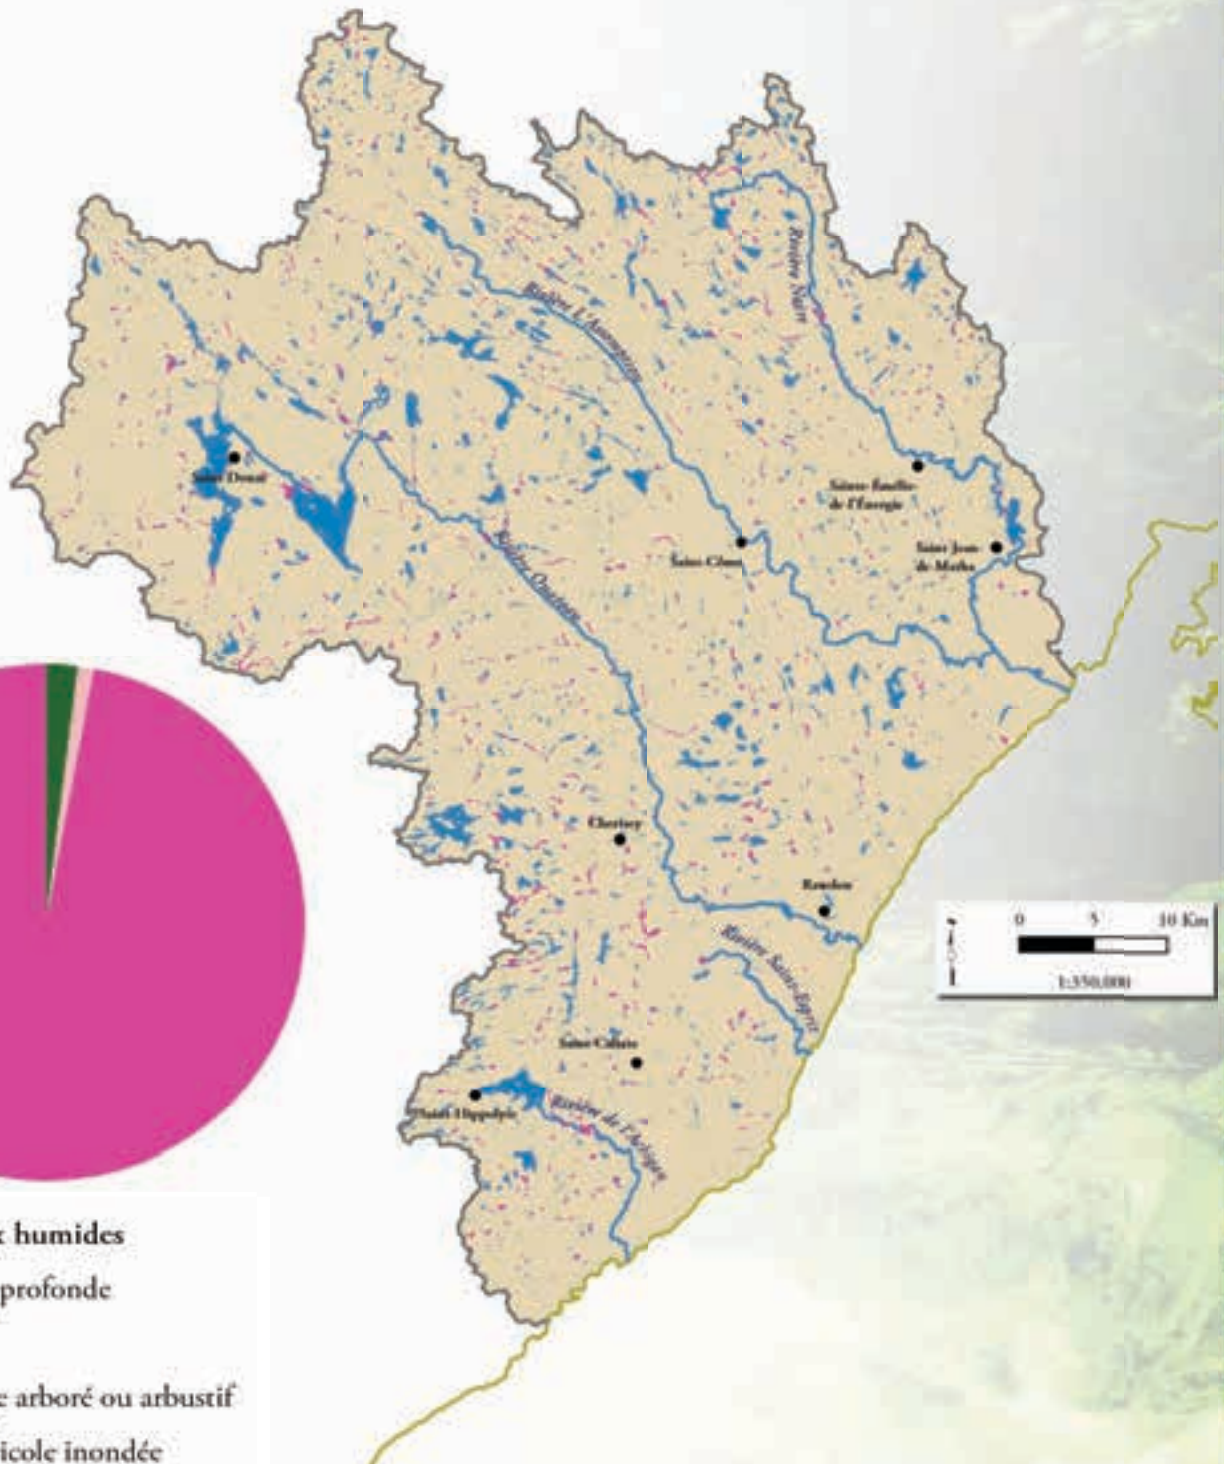 Rivière Noire
Rivière L'Assomption
Saint-Donat
Sainte-Émélie-
de-l'Énergie
Saint-Côme
Saint-Jean-
de-Matha
Rivière Ouareau
Chertsey
Rawdon
0 5 10 Km
1:350,000
Rivière Saint-Esprit
Saint-Calixte
Saint-Hippolyte
Rivière de l'Achigan
humides
profonde
arboré ou arbustif
icole inondée